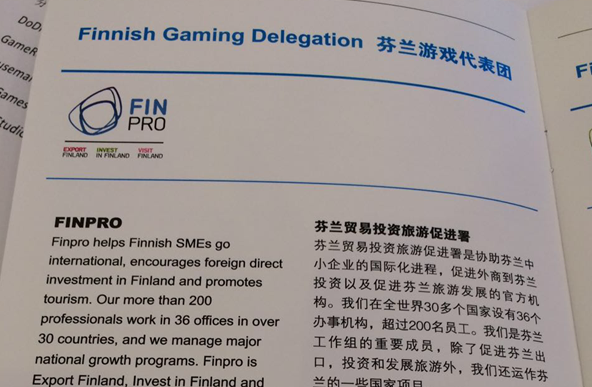 DoD
GameR
Games
Finnish Gaming Delegation 芬兰游戏代表团
FIN
PRO
EXPORT FINLAND INVEST IN FINLAND VISIT FINLAND
FINPRO
Finpro helps Finnish SMEs go
international, encourages foreign direct
investment in Finland and promotes
tourism. Our more than 200
professionals work in 36 offices in over
30 countries, and we manage major
national growth programs. Finpro is
Export Finland, Invest in Finland and
芬兰贸易投资旅游促进署
芬兰贸易投资旅游促进署是协助芬兰中
小企业的国际化进程，促进外商到芬兰
投资以及促进芬兰旅游发展的官方机
构。我们在全世界30多个国家设有36个
办事机构，超过200名员工。我们是芬兰
工作组的重要成员，除了促进芬兰出
口，投资和发展旅游外，我们还运作芬
兰的一些国家项目